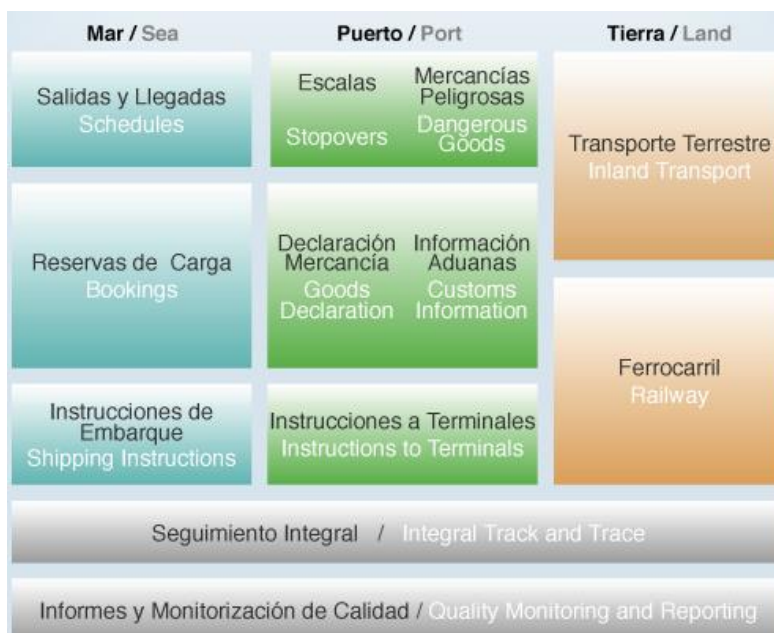 Mar / Sea
Puerto / Port
Tierra / Land
Salidas y Llegadas
Schedules
Escalas
Stopovers
Mercancías
Peligrosas
Dangerous
Goods
Transporte Terrestre
Inland Transport
Reservas de Carga
Bookings
Declaración
Mercancía
Goods
Declaration
Información
Aduanas
Customs
Information
Ferrocarril
Railway
Instrucciones de
Embarque
Shipping Instructions
Instrucciones a Terminales
Instructions to Terminals
Seguimiento Integral / Integral Track and Trace
Informes y Monitorización de Calidad / Quality Monitoring and Reporting